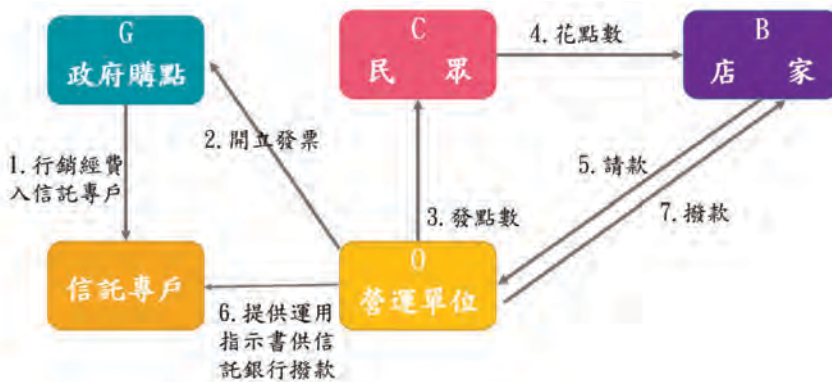 G
政府購點
C
民 眾
B
店 家
4.花點數
2.開立發票
1.行銷經費
入信託專戶
5.請款
7.撥款
3.發點數
信託專戶
O
營運單位
6.提供運用
指示書供信
託銀行撥款